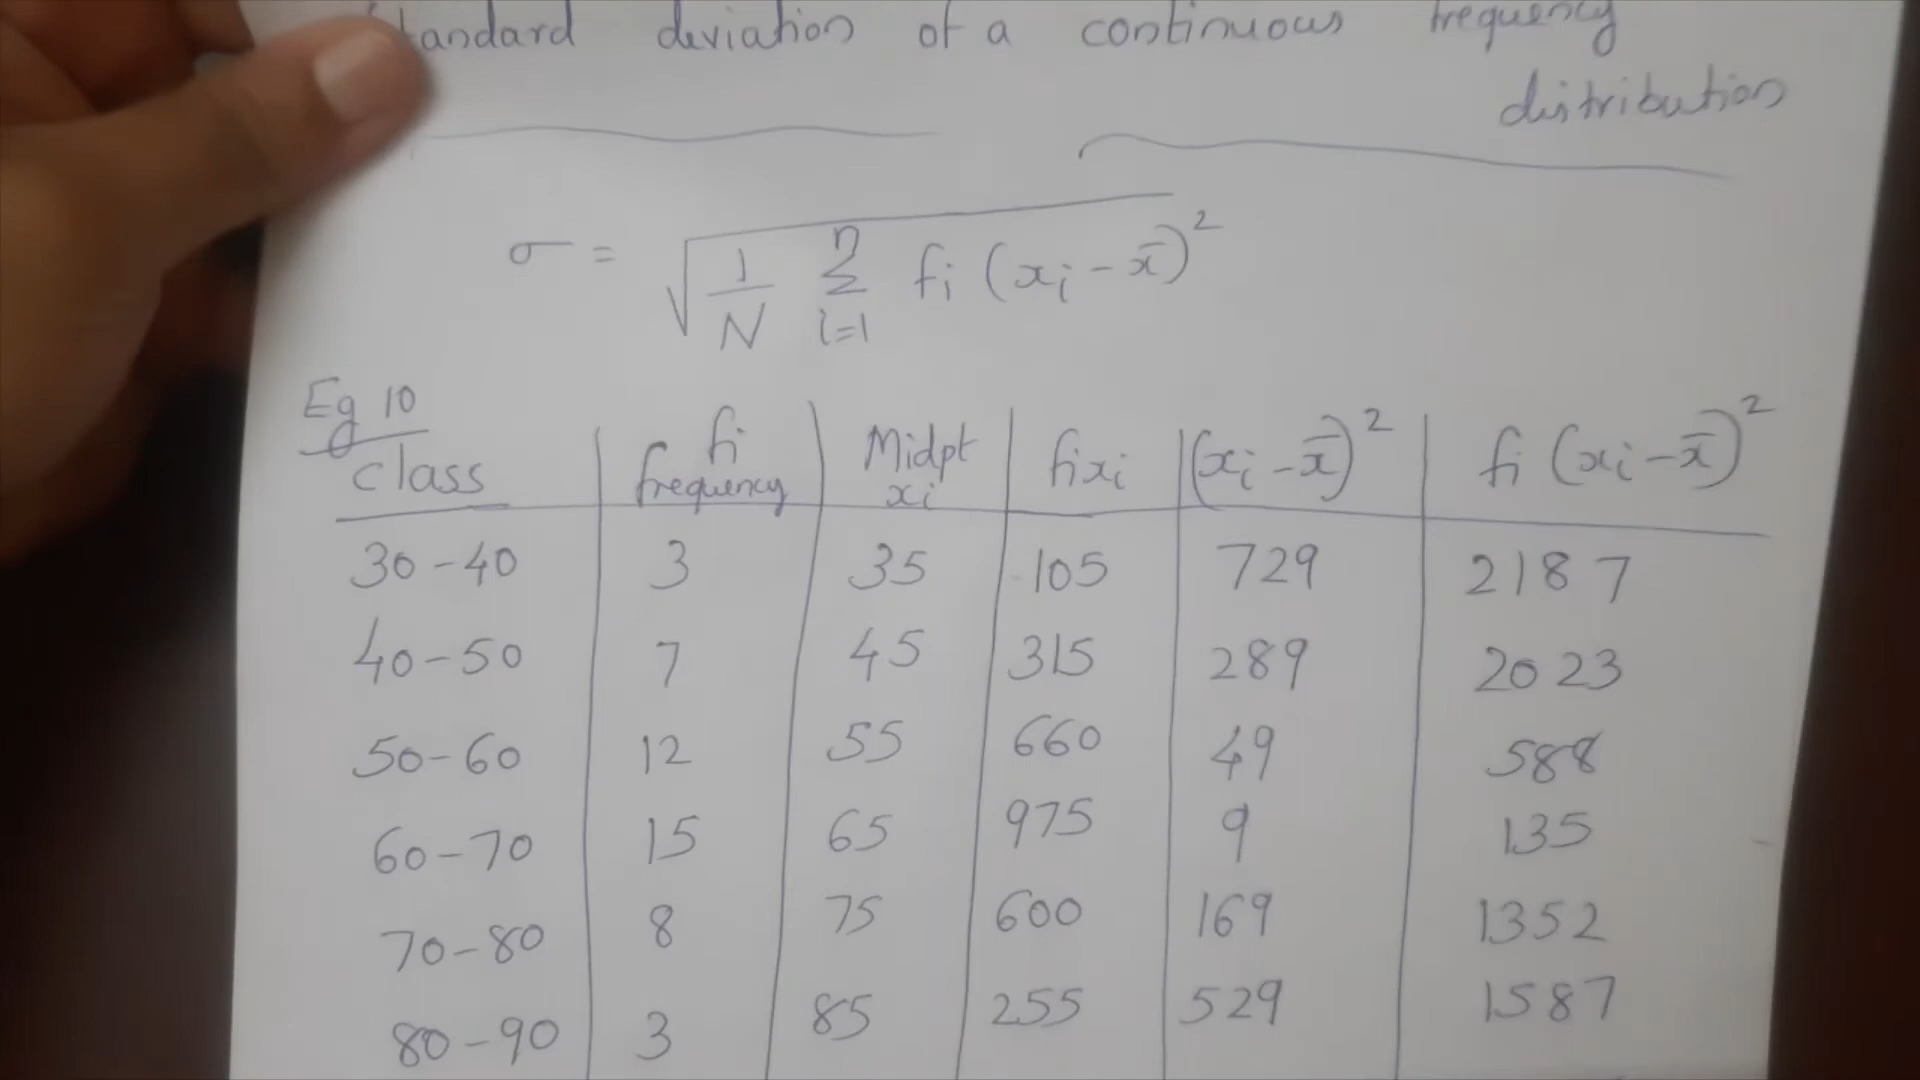 Standard deviation of a continuous frequency
distribution
σ = √(1/N Σ_{i=1}^{n} fi (xi - x̄)²)
Eg 10
class | fi frequency | Midpt xi | fixi | (xi - x̄)² | fi (xi - x̄)²
30-40 | 3 | 35 | 105 | 729 | 2187
40-50 | 7 | 45 | 315 | 289 | 2023
50-60 | 12 | 55 | 660 | 49 | 588
60-70 | 15 | 65 | 975 | 9 | 135
70-80 | 8 | 75 | 600 | 169 | 1352
80-90 | 3 | 85 | 255 | 529 | 1587